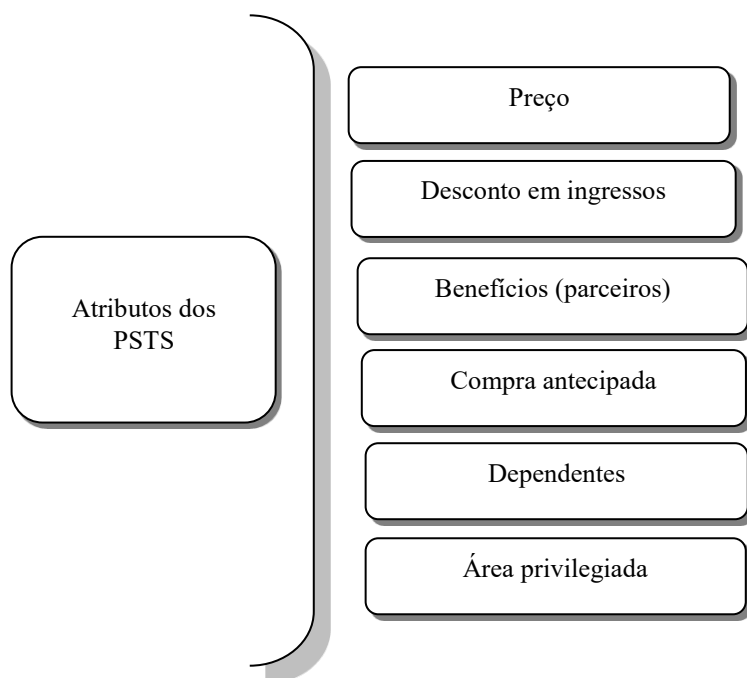 Preço
Desconto em ingressos
Benefícios (parceiros)
Atributos dos
PSTS
Compra antecipada
Dependentes
Área privilegiada